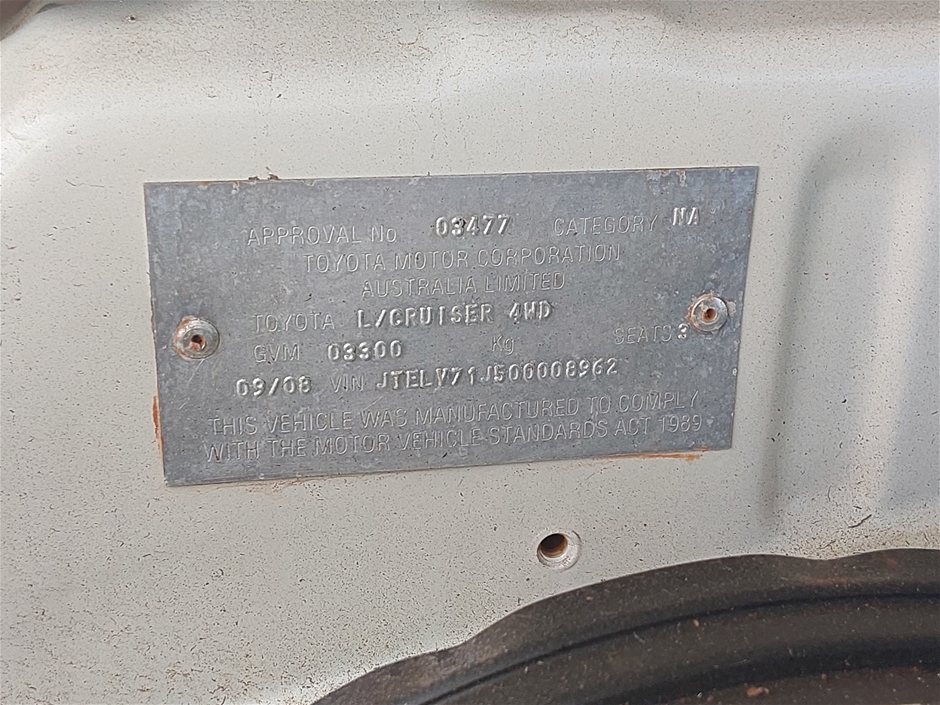 APPROVAL No 03477 CATEGORY NA
TOYOTA MOTOR CORPORATION
AUSTRALIA LIMITED
TOYOTA L/CRUISER 4WD
GVM 03300 Kg SEATS 3
09/08 VIN JTELV71J500008962
THIS VEHICLE WAS MANUFACTURED TO COMPLY
WITH THE MOTOR VEHICLE STANDARDS ACT 1989